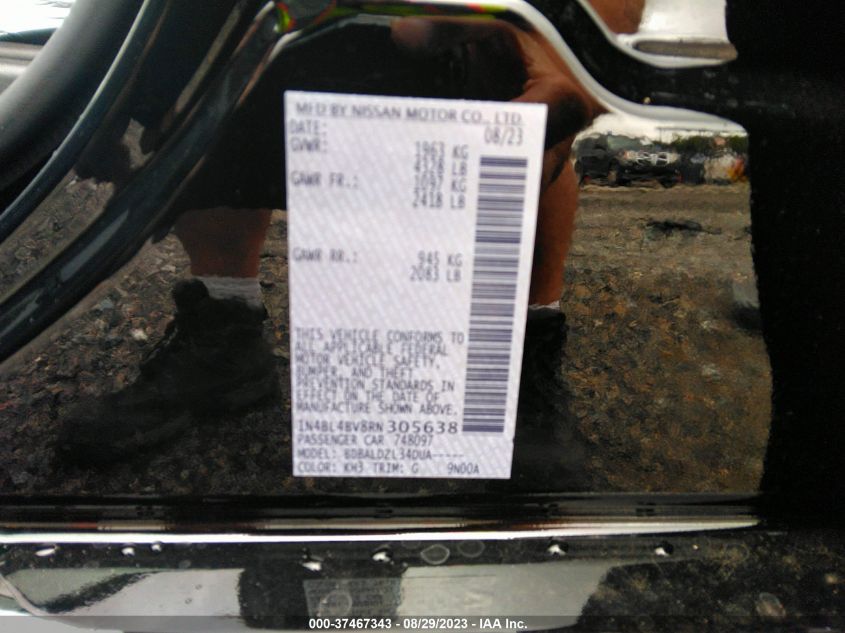 MFD BY NISSAN MOTOR CO., LTD.
DATE: 08/23
GVWR: 1963 KG
4328 LB
GAWR FR.: 1097 KG
2418 LB
GAWR RR.: 945 KG
2083 LB
THIS VEHICLE CONFORMS TO
ALL APPLICABLE FEDERAL
MOTOR VEHICLE SAFETY,
BUMPER, AND THEFT
PREVENTION STANDARDS IN
EFFECT ON THE DATE OF
MANUFACTURE SHOWN ABOVE.
1N4BL4BV8RN305638
PASSENGER CAR 748097
MODEL: BDBALDZL34DUA-----
COLOR: KH3 TRIM: G 9N00A
000-37467343 - 08/29/2023 - IAA Inc.